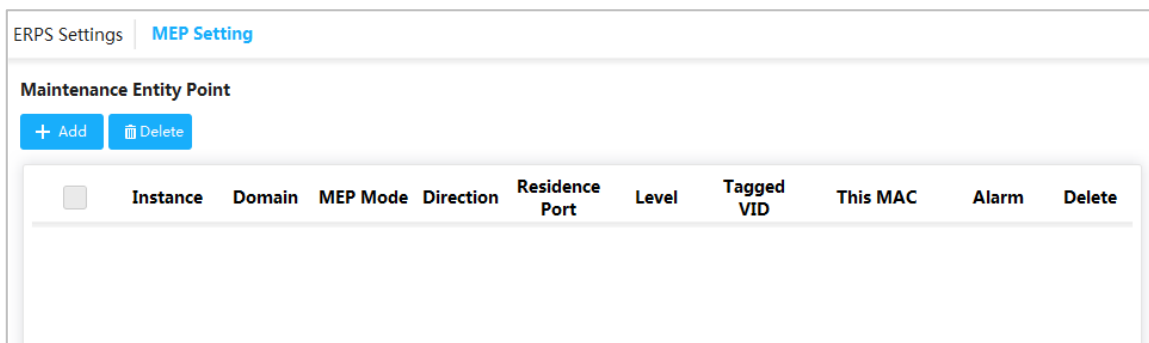 ERPS Settings MEP Setting
Maintenance Entity Point
+ Add Delete
Instance Domain MEP Mode Direction Residence Port Level Tagged VID This MAC Alarm Delete